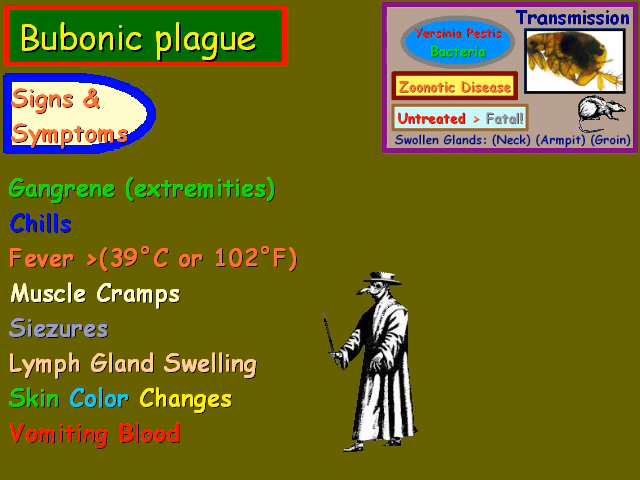 Bubonic plague
Transmission
Yersinia Pestis
Bacteria
Zoonotic Disease
Untreated > Fatal!
Swollen Glands: (Neck) (Armpit) (Groin)
Signs &
Symptoms
Gangrene (extremities)
Chills
Fever >(39°C or 102°F)
Muscle Cramps
Siezures
Lymph Gland Swelling
Skin Color Changes
Vomiting Blood